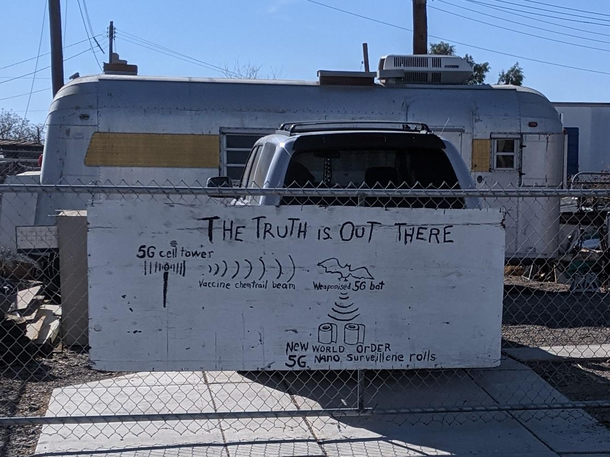 THE TRUTH is OUT THERE
5G cell tower
Vaccine chemtrail beam
Weaponized 5G bat
NEW WORLD OrDER
5G NANO Surveillene rolls